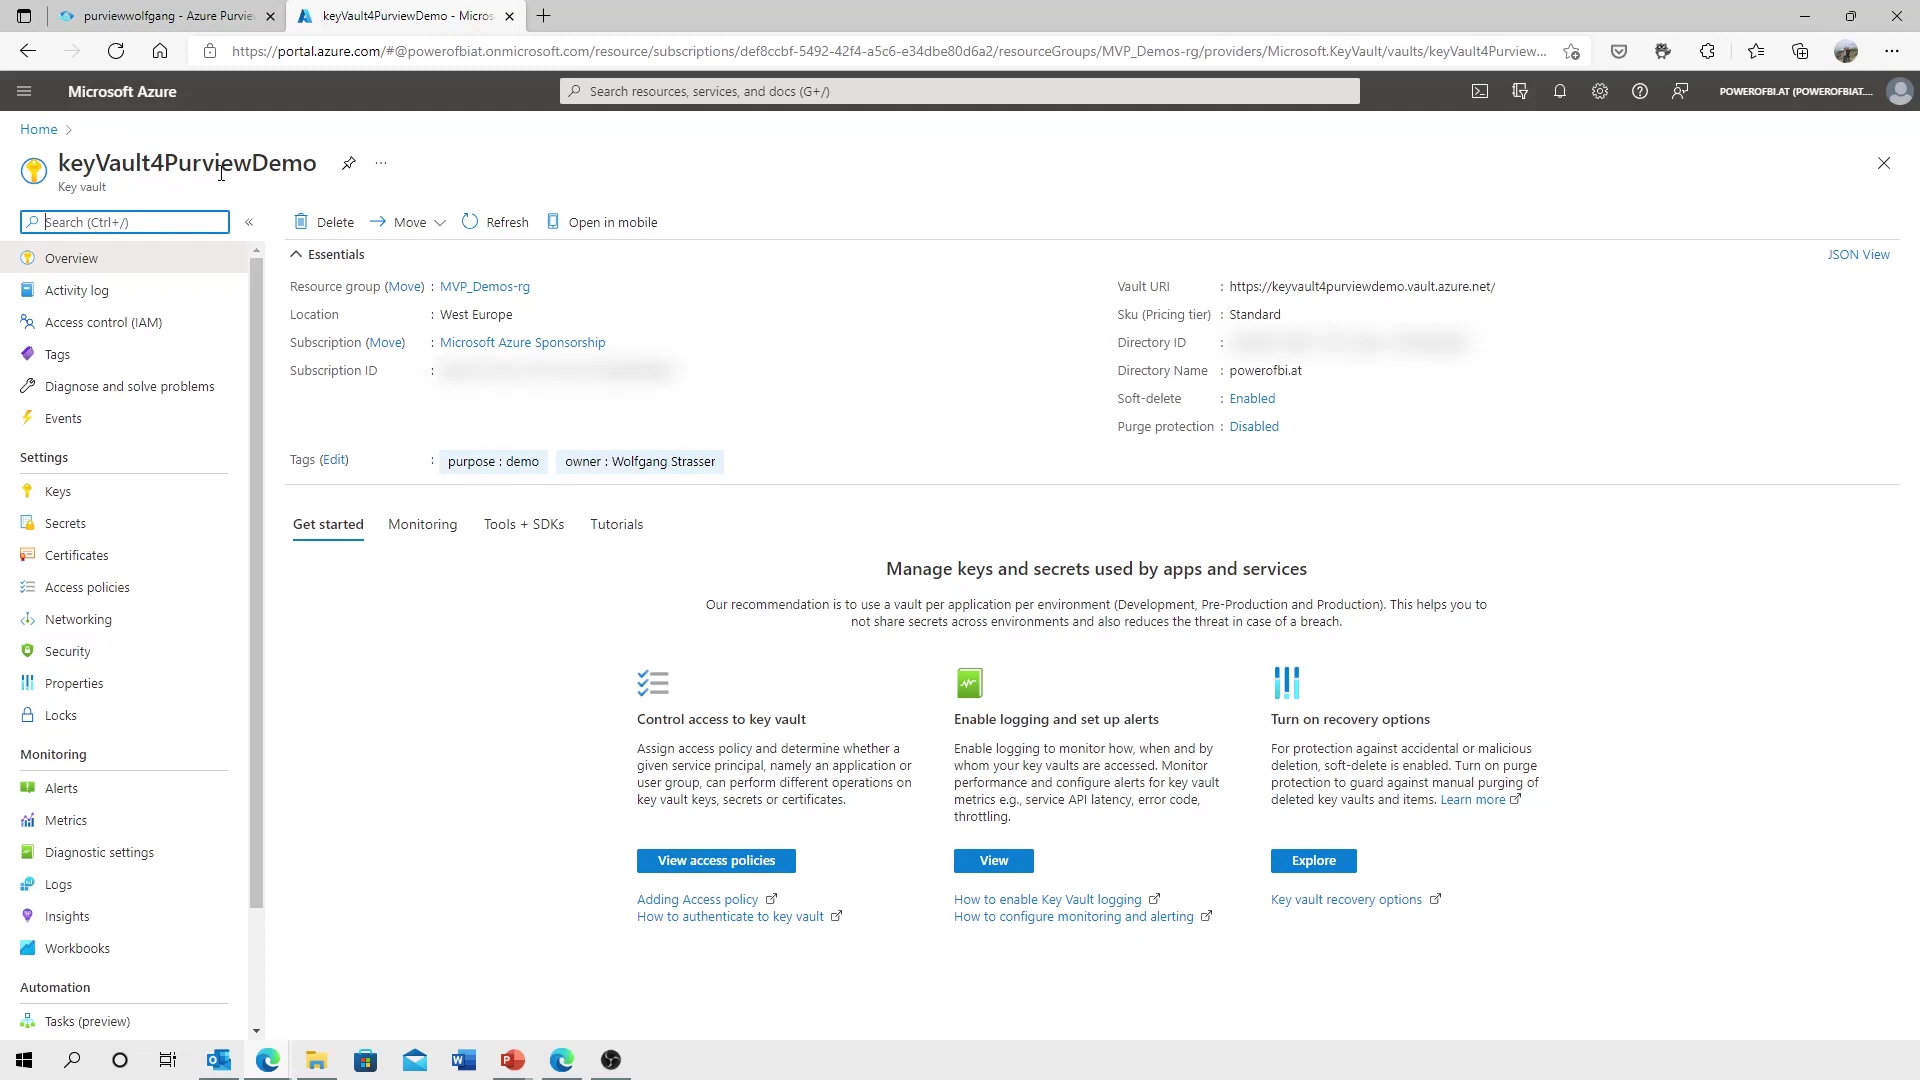 purviewwolfgang - Azure Purvie
keyVault4PurviewDemo - Micros
https://portal.azure.com/#@powerofbiat.onmicrosoft.com/resource/subscriptions/def8ccbf-5492-42f4-a5c6-e34dbe80d6a2/resourceGroups/MVP_Demos-rg/providers/Microsoft.KeyVault/vaults/keyVault4Purview...
Microsoft Azure
Search resources, services, and docs (G+/)
POWEROFBI.AT (POWEROFBIAT....
Home
keyVault4PurviewDemo
Key vault
Search (Ctrl+/)
Delete
Move
Refresh
Open in mobile
Overview
Activity log
Access control (IAM)
Tags
Diagnose and solve problems
Events
Settings
Keys
Secrets
Certificates
Access policies
Networking
Security
Properties
Locks
Monitoring
Alerts
Metrics
Diagnostic settings
Logs
Insights
Workbooks
Automation
Tasks (preview)
Essentials
JSON View
Resource group (Move) : MVP_Demos-rg
Location : West Europe
Subscription (Move) : Microsoft Azure Sponsorship
Subscription ID :
Vault URI : https://keyvault4purviewdemo.vault.azure.net/
Sku (Pricing tier) : Standard
Directory ID :
Directory Name : powerofbi.at
Soft-delete : Enabled
Purge protection : Disabled
Tags (Edit) : purpose : demo owner : Wolfgang Strasser
Get started Monitoring Tools + SDKs Tutorials
Manage keys and secrets used by apps and services
Our recommendation is to use a vault per application per environment (Development, Pre-Production and Production). This helps you to
not share secrets across environments and also reduces the threat in case of a breach.
Control access to key vault
Assign access policy and determine whether a
given service principal, namely an application or
user group, can perform different operations on
key vault keys, secrets or certificates.
View access policies
Adding Access policy
How to authenticate to key vault
Enable logging and set up alerts
Enable logging to monitor how, when and by
whom your key vaults are accessed. Monitor
performance and configure alerts for key vault
metrics e.g., service API latency, error code,
throttling.
View
How to enable Key Vault logging
How to configure monitoring and alerting
Turn on recovery options
For protection against accidental or malicious
deletion, soft-delete is enabled. Turn on purge
protection to guard against manual purging of
deleted key vaults and items. Learn more
Explore
Key vault recovery options